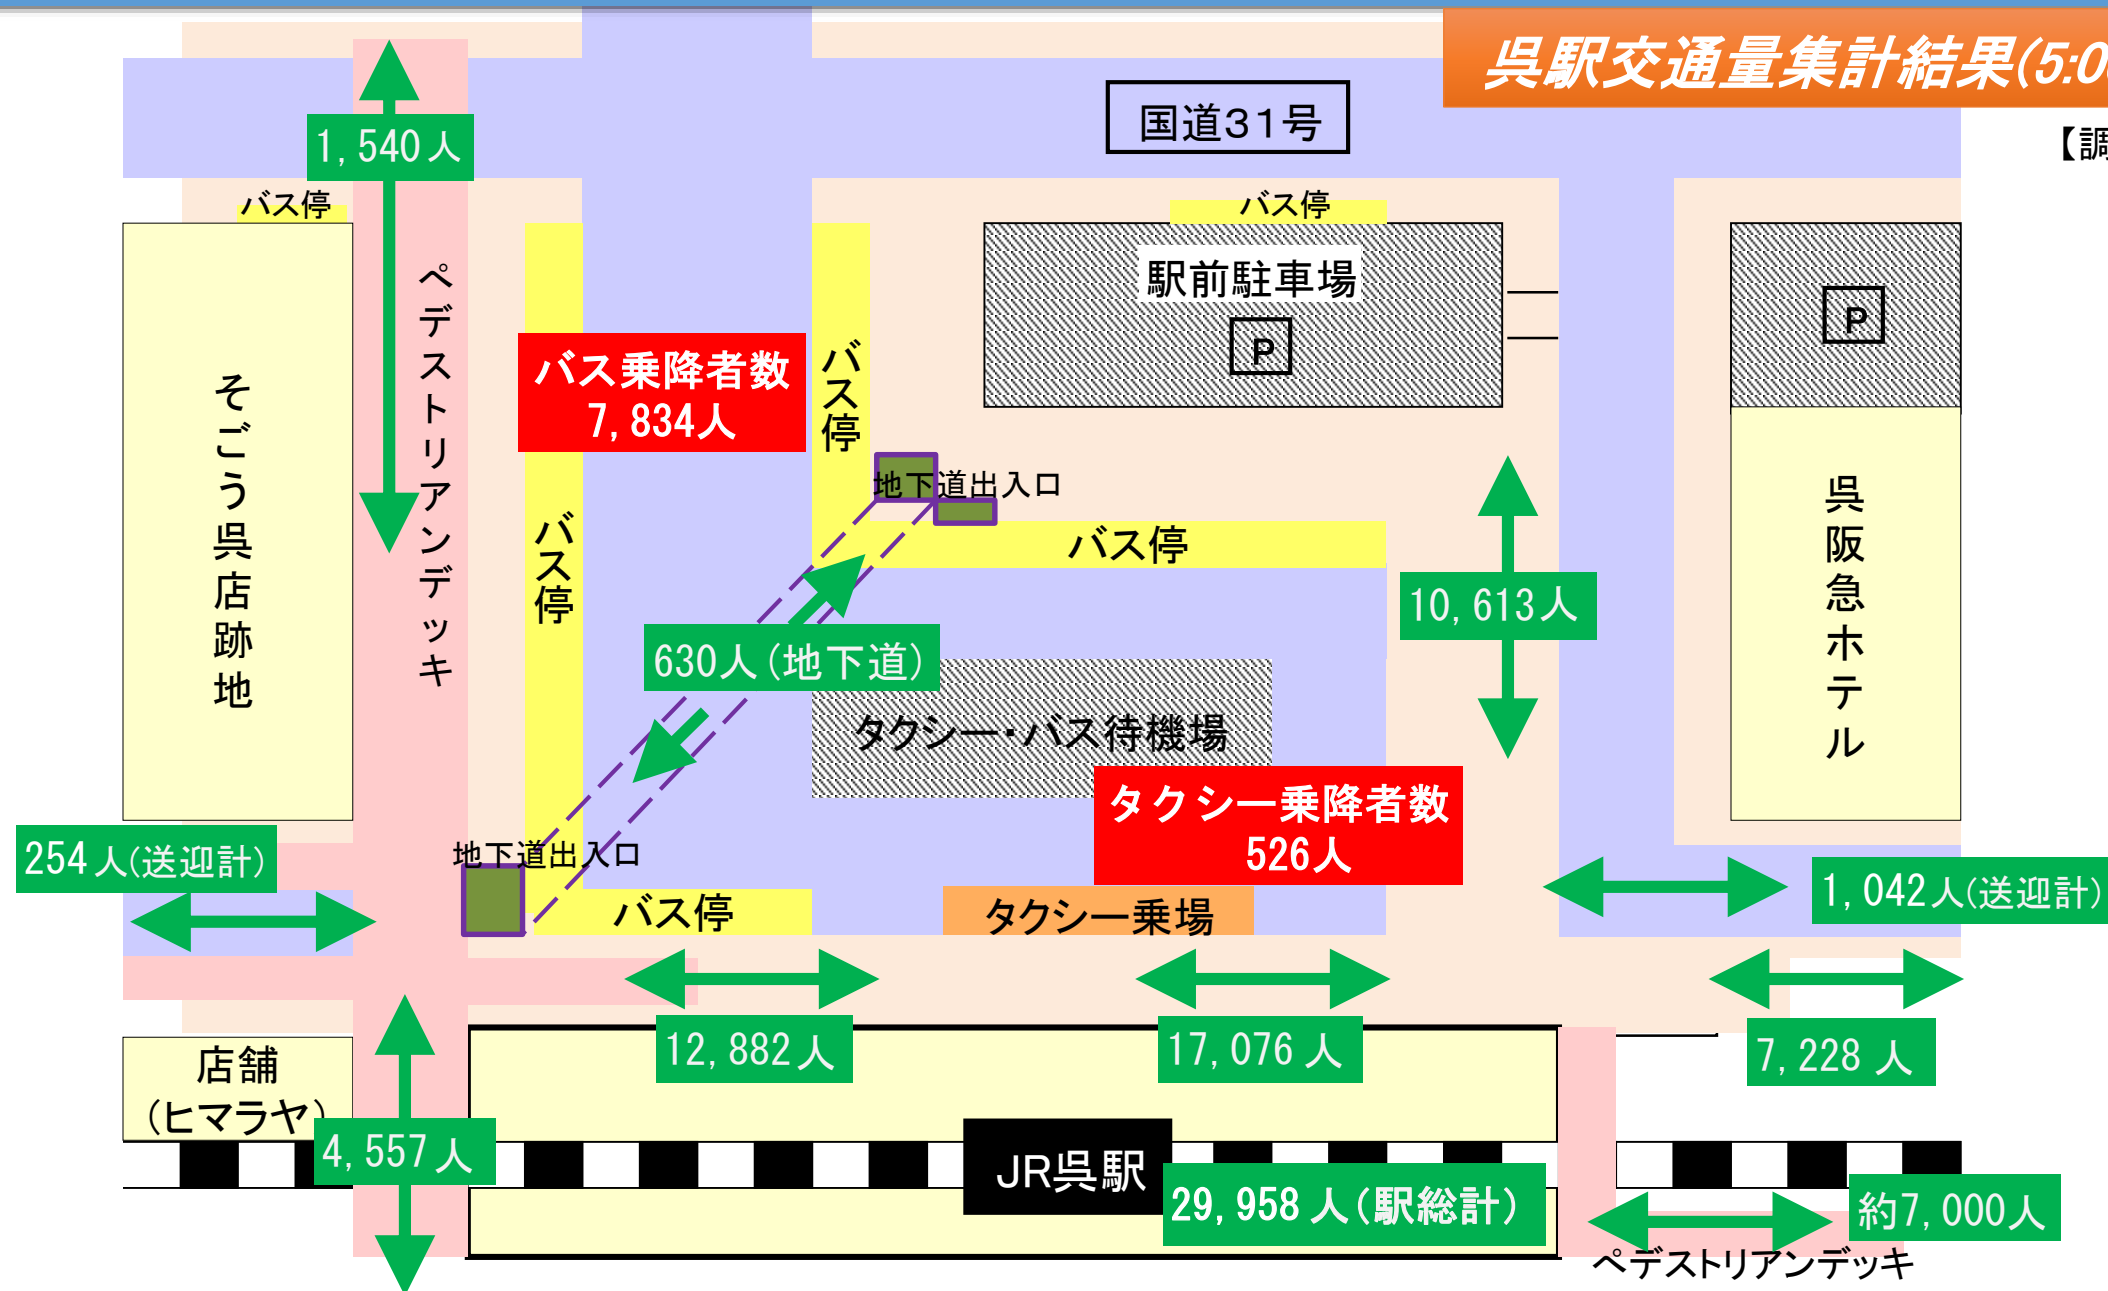 呉駅交通量集計結果(5:0
【調
国道31号
1,540人
バス停
バス停
駅前駐車場
P
P
ペデストリアンデッキ
バス乗降者数
7,834人
バス停
そごう呉店跡地
地下道出入口
バス停
バス停
10,613人
呉阪急ホテル
630人(地下道)
タクシー・バス待機場
タクシー乗降者数
526人
254人(送迎計)
地下道出入口
1,042人(送迎計)
バス停
タクシー乗場
12,882人
17,076人
7,228人
店舗
(ヒマラヤ)
4,557人
JR呉駅
29,958人(駅総計)
約7,000人
ペデストリアンデッキ